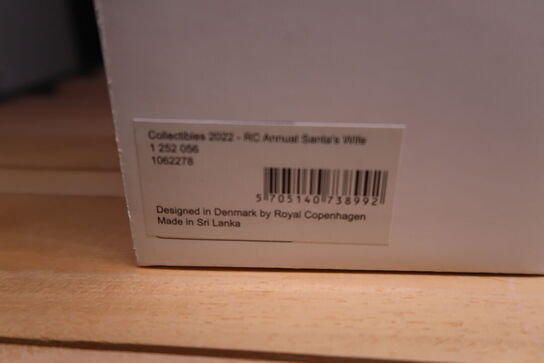 Collectibles 2022 - RC Annual Santa's Wife
1 252 056
1062278
5 705140 738992
Designed in Denmark by Royal Copenhagen
Made in Sri Lanka